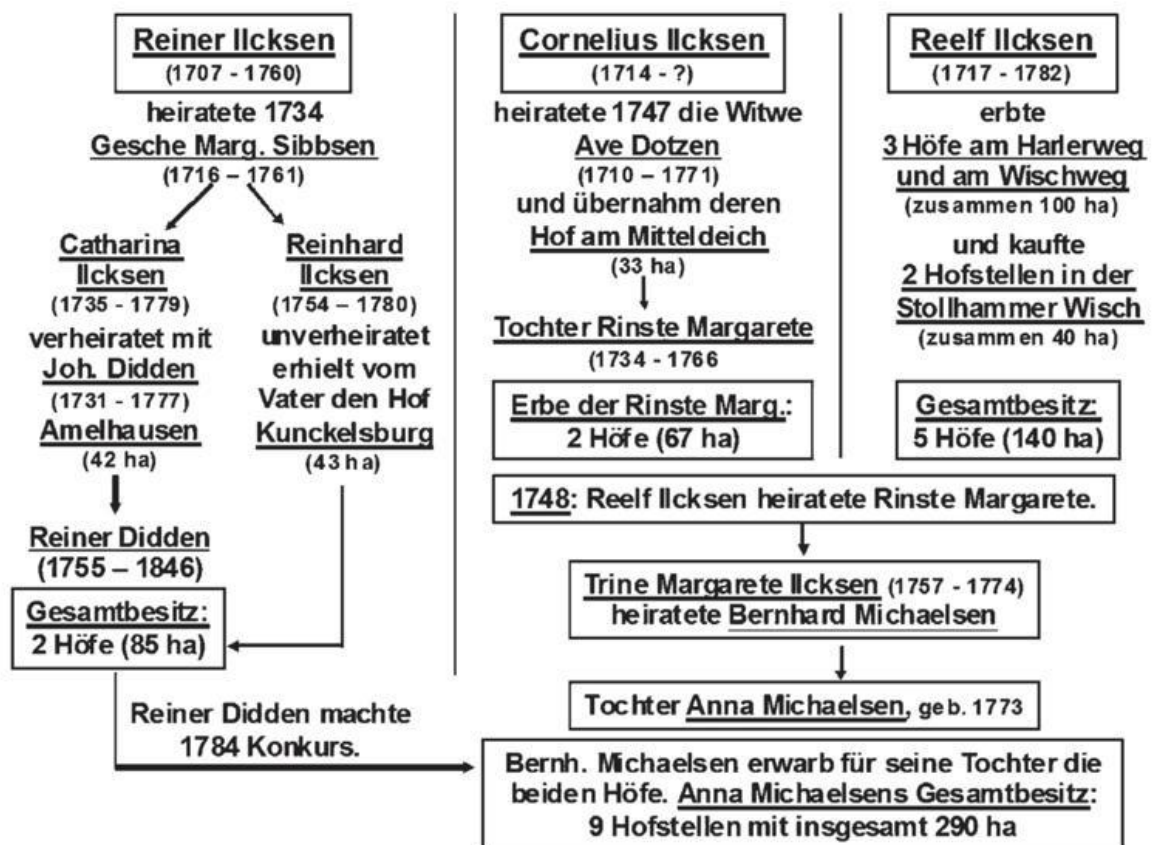 Reiner Ilcksen
(1707 - 1760)
heiratete 1734
Gesche Marg. Sibbsen
(1716 – 1761)
Catharina
Ilcksen
(1735 - 1779)
verheiratet mit
Joh. Didden
(1731 - 1777)
Amelhausen
(42 ha)
Reinhard
Ilcksen
(1754 – 1780)
unverheiratet
erhielt vom
Vater den Hof
Kunckelsburg
(43 ha)
Reiner Didden
(1755 – 1846)
Gesamtbesitz:
2 Höfe (85 ha)
Reiner Didden machte
1784 Konkurs.
Cornelius Ilcksen
(1714 - ?)
heiratete 1747 die Witwe
Ave Dotzen
(1710 – 1771)
und übernahm deren
Hof am Mitteldeich
(33 ha)
Tochter Rinste Margarete
(1734 - 1766
Erbe der Rinste Marg.:
2 Höfe (67 ha)
Reelf Ilcksen
(1717 - 1782)
erbte
3 Höfe am Harlerweg
und am Wischweg
(zusammen 100 ha)
und kaufte
2 Hofstellen in der
Stollhammer Wisch
(zusammen 40 ha)
Gesamtbesitz:
5 Höfe (140 ha)
1748: Reelf Ilcksen heiratete Rinste Margarete.
Trine Margarete Ilcksen (1757 - 1774)
heiratete Bernhard Michaelsen
Tochter Anna Michaelsen, geb. 1773
Bernh. Michaelsen erwarb für seine Tochter die
beiden Höfe. Anna Michaelsens Gesamtbesitz:
9 Hofstellen mit insgesamt 290 ha